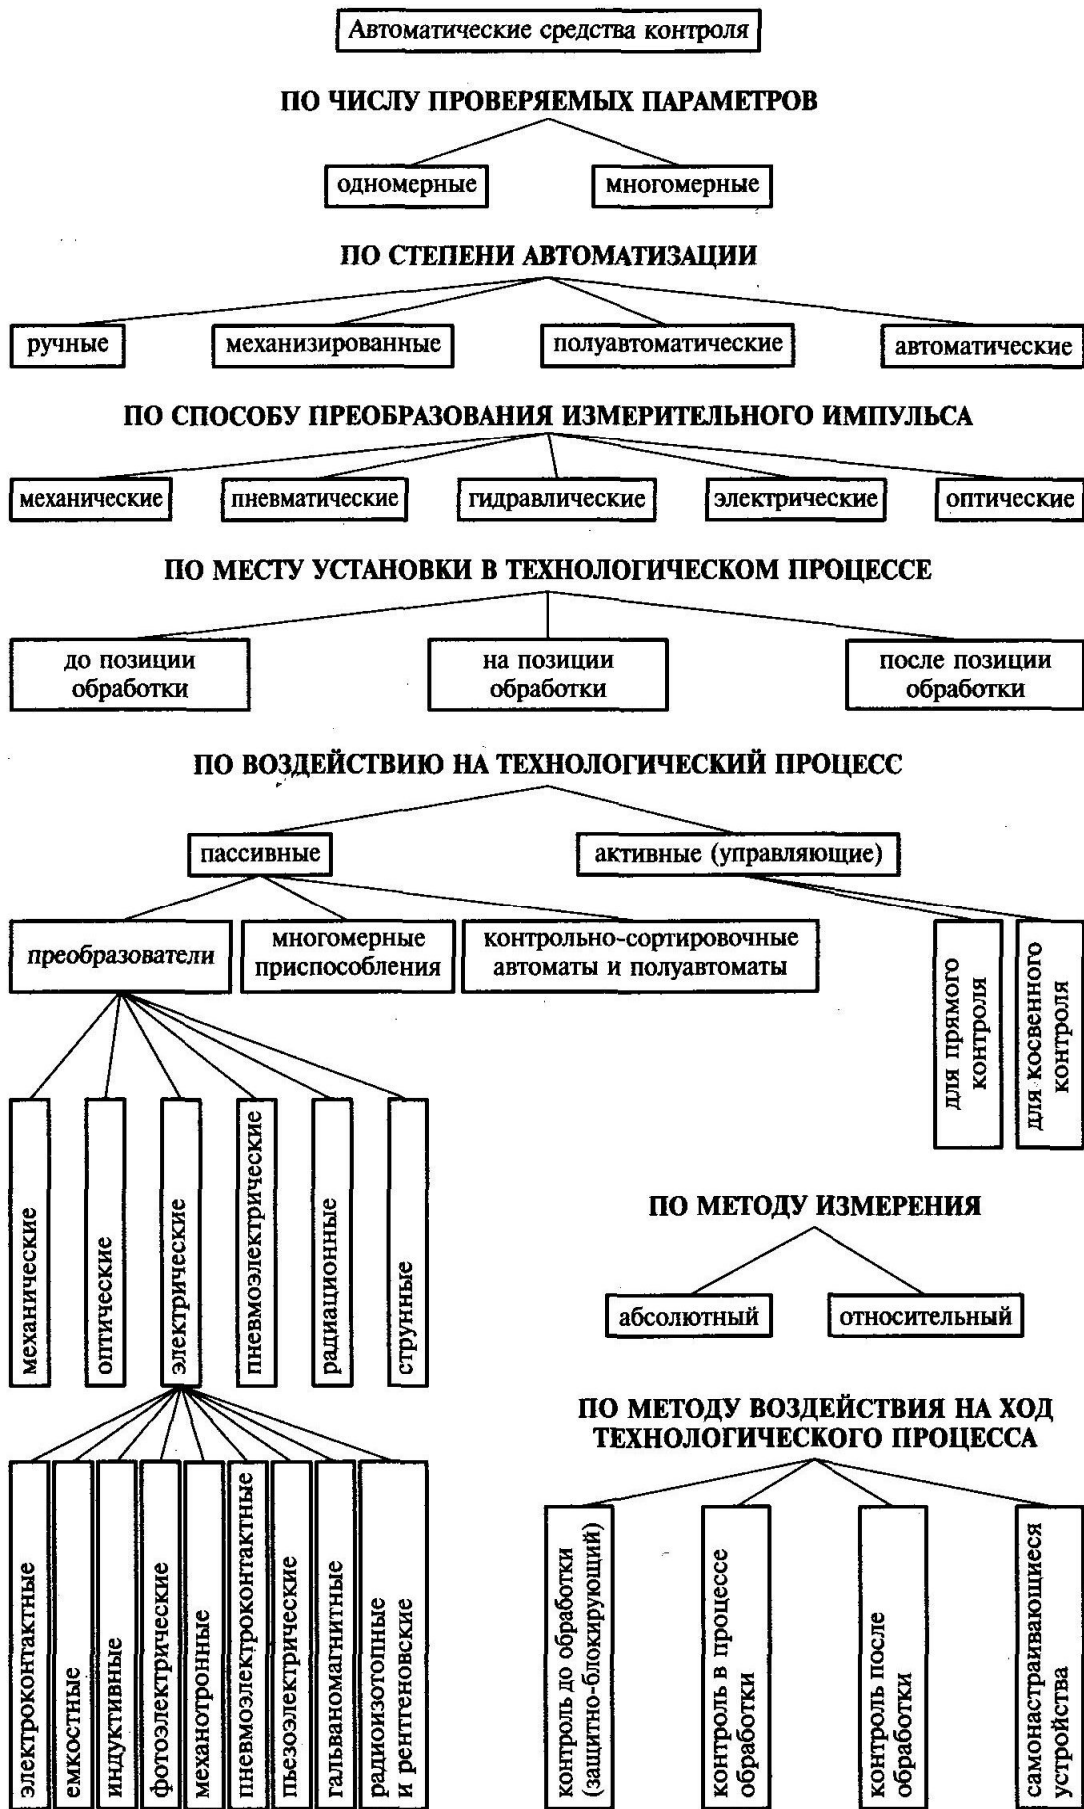 Автоматические средства контроля
ПО ЧИСЛУ ПРОВЕРЯЕМЫХ ПАРАМЕТРОВ
одномерные
многомерные
ПО СТЕПЕНИ АВТОМАТИЗАЦИИ
ручные
механизированные
полуавтоматические
автоматические
ПО СПОСОБУ ПРЕОБРАЗОВАНИЯ ИЗМЕРИТЕЛЬНОГО ИМПУЛЬСА
механические
пневматические
гидравлические
электрические
оптические
ПО МЕСТУ УСТАНОВКИ В ТЕХНОЛОГИЧЕСКОМ ПРОЦЕССЕ
до позиции
обработки
на позиции
обработки
после позиции
обработки
ПО ВОЗДЕЙСТВИЮ НА ТЕХНОЛОГИЧЕСКИЙ ПРОЦЕСС
пассивные
активные (управляющие)
преобразователи
многомерные
приспособления
контрольно-сортировочные
автоматы и полуавтоматы
для прямого
контроля
для косвенного
контроля
механические
оптические
электрические
пневмоэлектрические
радиационные
струнные
электроконтактные
емкостные
индуктивные
фотоэлектрические
механотронные
пневмоэлектроконтактные
пьезоэлектрические
гальваномагнитные
радиоизотопные
и рентгеновские
ПО МЕТОДУ ИЗМЕРЕНИЯ
абсолютный
относительный
ПО МЕТОДУ ВОЗДЕЙСТВИЯ НА ХОД
ТЕХНОЛОГИЧЕСКОГО ПРОЦЕССА
контроль до обработки
(защитно-блокирующий)
контроль в процессе
обработки
контроль после
обработки
самонастраивающиеся
устройства